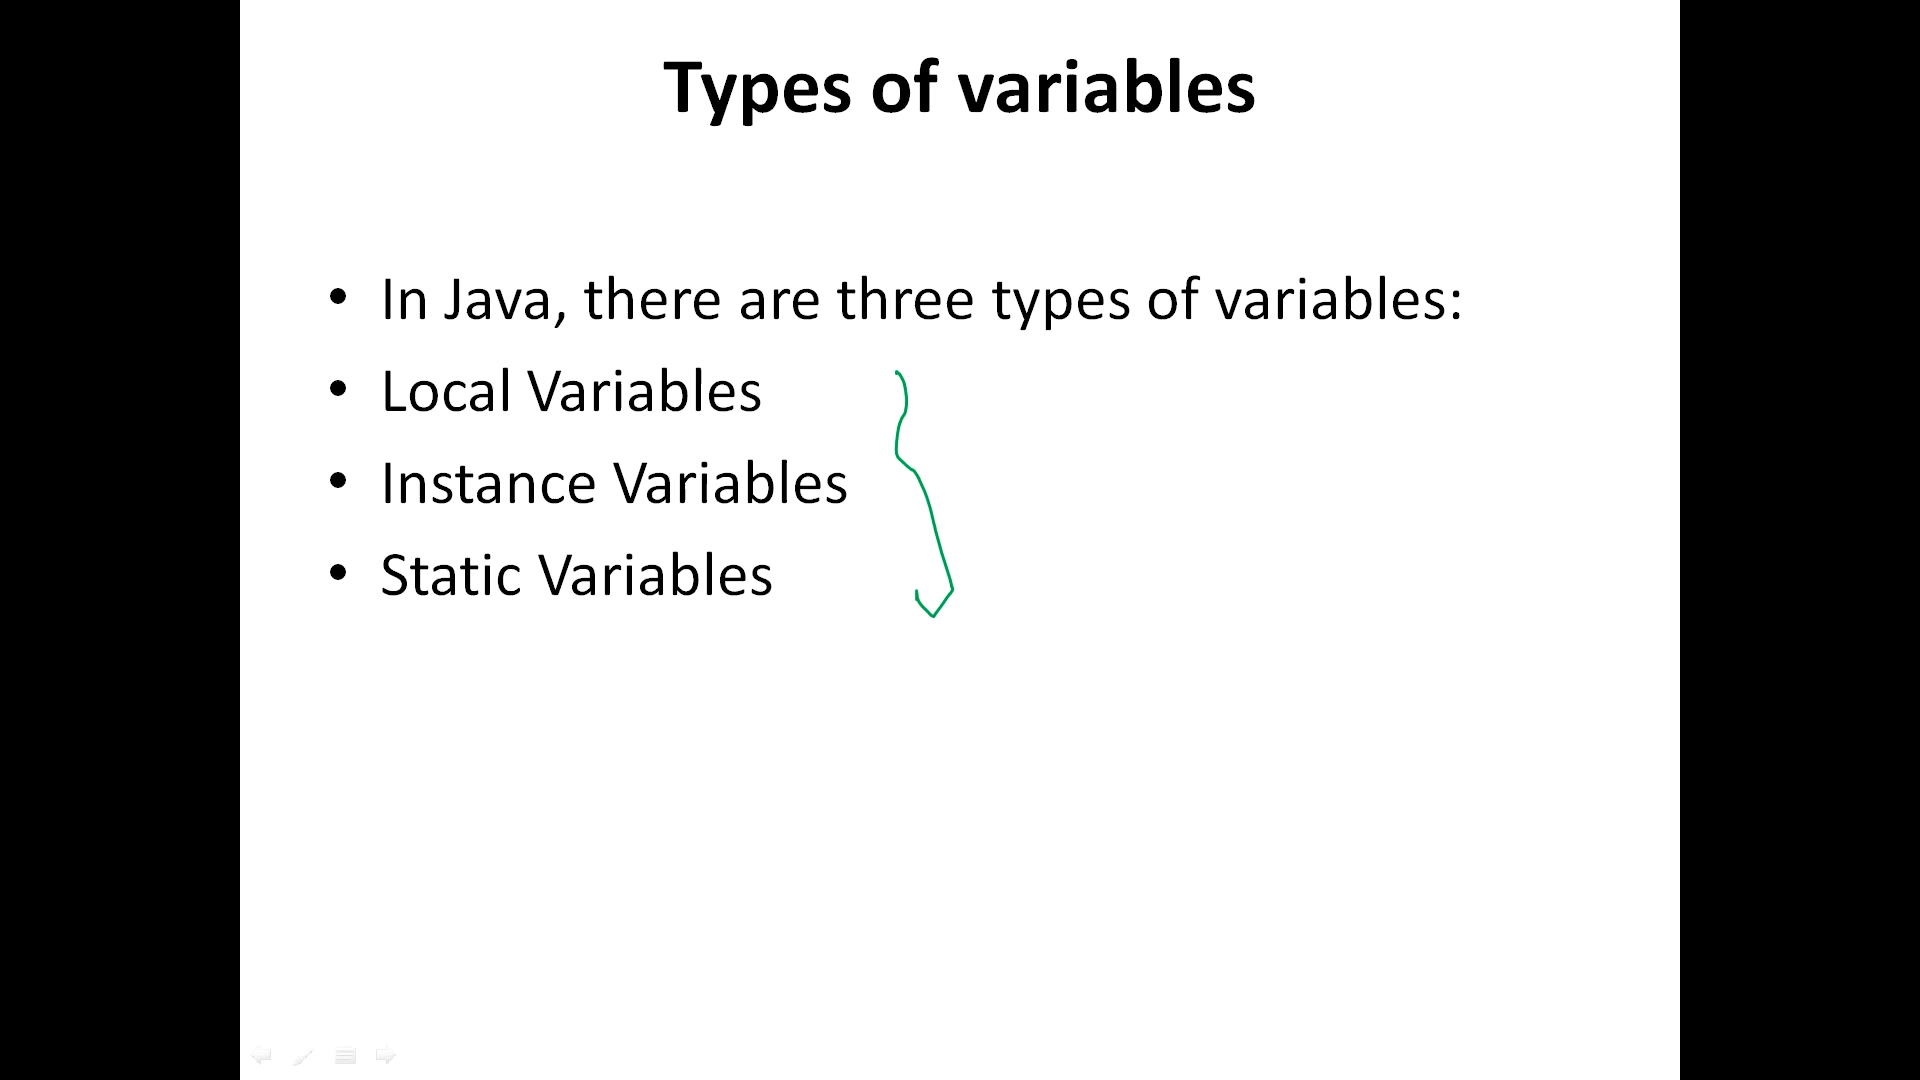 Types of variables
• In Java, there are three types of variables:
• Local Variables
• Instance Variables
• Static Variables